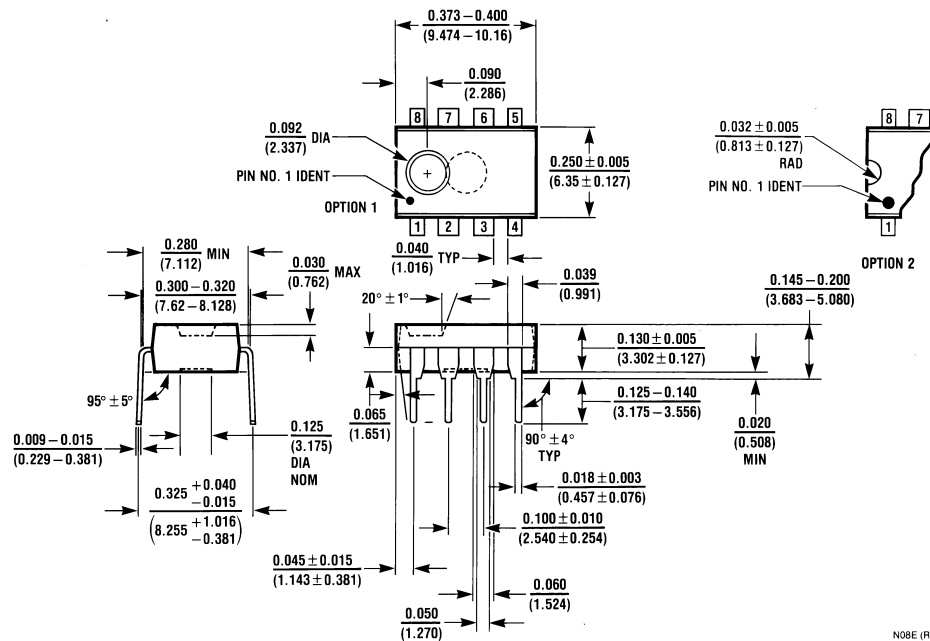 0.373 – 0.400
(9.474 – 10.16)
0.090
(2.286)
8 7 6 5
0.092 DIA
(2.337)
PIN NO. 1 IDENT
OPTION 1
0.250 ± 0.005
(6.35 ± 0.127)
1 2 3 4
0.032 ± 0.005
(0.813 ± 0.127)
RAD
PIN NO. 1 IDENT
8 7
1
OPTION 2
0.280 MIN
(7.112)
0.300 – 0.320
(7.62 – 8.128)
0.030 MAX
(0.762)
0.040 TYP
(1.016)
20° ± 1°
0.039
(0.991)
0.145 – 0.200
(3.683 – 5.080)
0.130 ± 0.005
(3.302 ± 0.127)
95° ± 5°
0.009 – 0.015
(0.229 – 0.381)
0.125
(3.175)
DIA
NOM
0.065
(1.651)
90° ± 4°
TYP
0.125 – 0.140
(3.175 – 3.556)
0.020
(0.508)
MIN
0.325 +0.040
−0.015
(8.255 +1.016
−0.381)
0.018 ± 0.003
(0.457 ± 0.076)
0.100 ± 0.010
(2.540 ± 0.254)
0.045 ± 0.015
(1.143 ± 0.381)
0.060
(1.524)
0.050
(1.270)
N08E (R